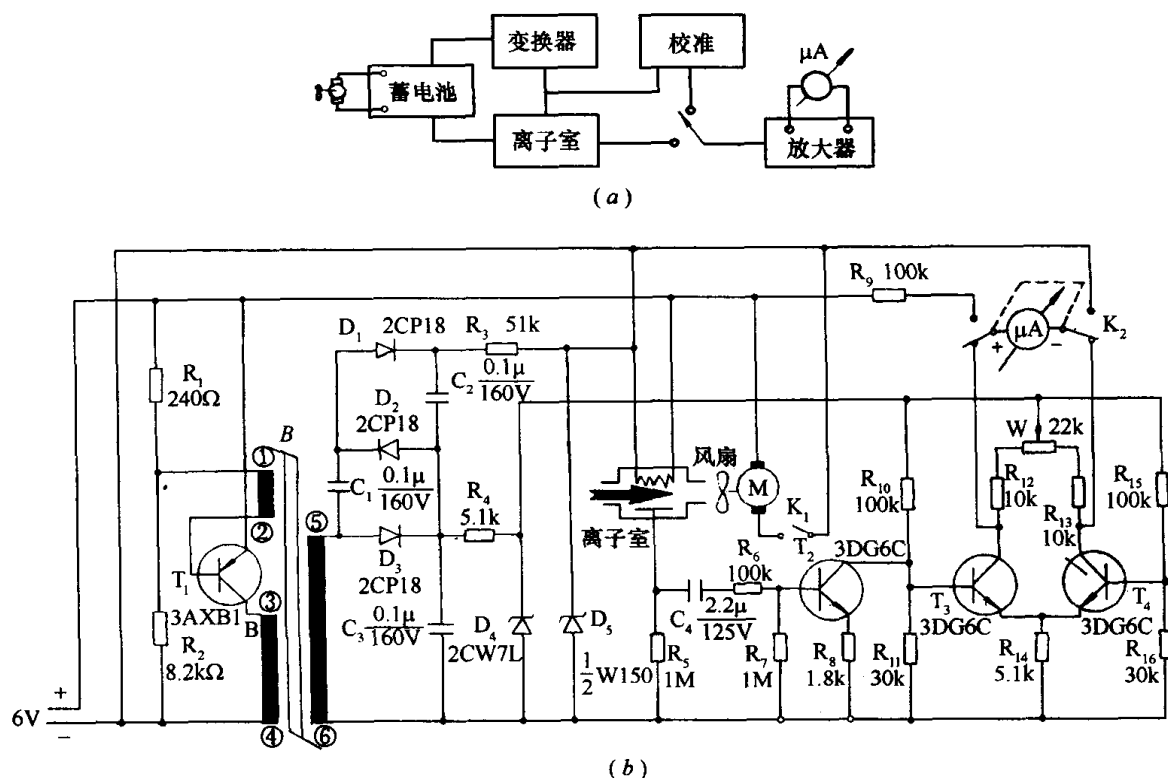 变换器
校准
μA
蓄电池
离子室
放大器
(a)
R₉ 100k
D₁
2CP18
R₃
51k
μA
K₂
+
−
R₁
240Ω
C₂
0.1μ
160V
D₂
2CP18
W
22k
B
①
C₁
0.1μ
160V
R₄
5.1k
风扇
M
R₁₀
100k
R₁₂
10k
R₁₅
100k
②
⑤
离子室
K₁
R₁₃
10k
T₁
D₃
2CP18
R₆
100k
T₂
3DG6C
③
3AXB1
B
T₃
3DG6C
T₄
3DG6C
R₂
8.2kΩ
C₃
0.1μ
160V
D₄
2CW7L
D₅
C₄
2.2μ
125V
R₅
1M
R₇
1M
R₈
1.8k
R₁₁
30k
R₁₄
5.1k
R₁₆
30k
1/2 W150
+
6V
−
④
⑥
(b)